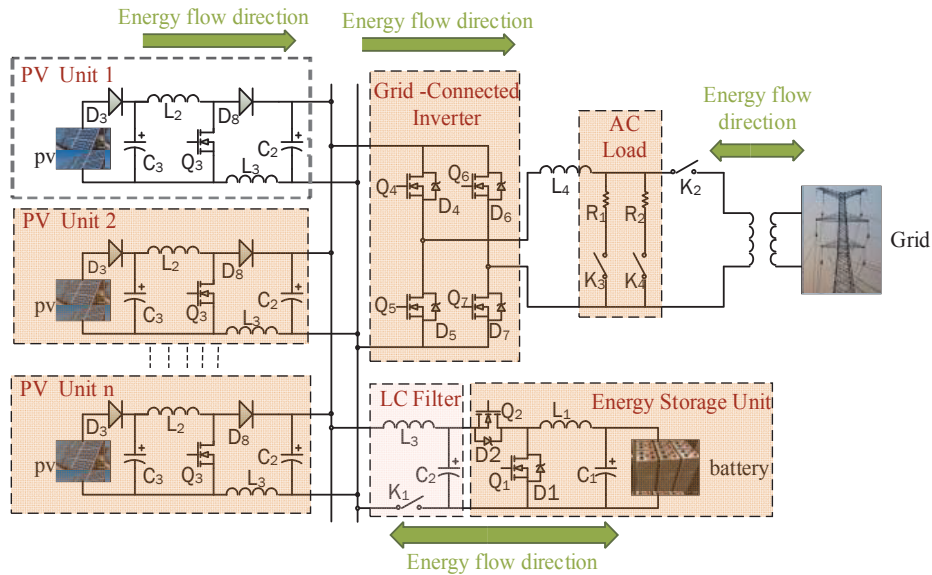 Energy flow direction
Energy flow direction
PV Unit 1
D3
L2
D8
pv
C3
Q3
L3
C2
PV Unit 2
D3
L2
D8
pv
C3
Q3
L3
C2
PV Unit n
D3
L2
D8
pv
C3
Q3
L3
C2
Grid -Connected
Inverter
Q4
D4
Q6
D6
Q5
D5
Q7
D7
L4
AC
Load
R1
R2
K3
K4
K2
Energy flow
direction
Grid
LC Filter
L3
C2
K1
Energy Storage Unit
Q2
D2
L1
Q1
D1
C1
battery
Energy flow direction